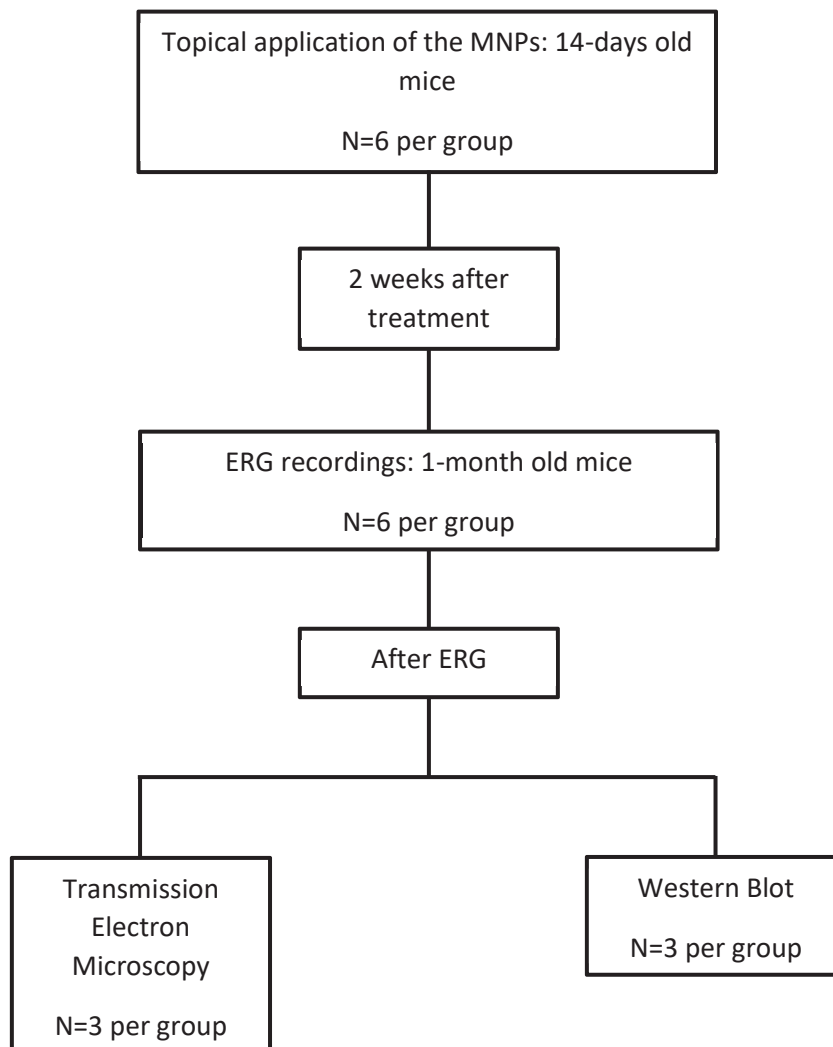 Topical application of the MNPs: 14-days old
mice
N=6 per group
2 weeks after
treatment
ERG recordings: 1-month old mice
N=6 per group
After ERG
Transmission
Electron
Microscopy
N=3 per group
Western Blot
N=3 per group